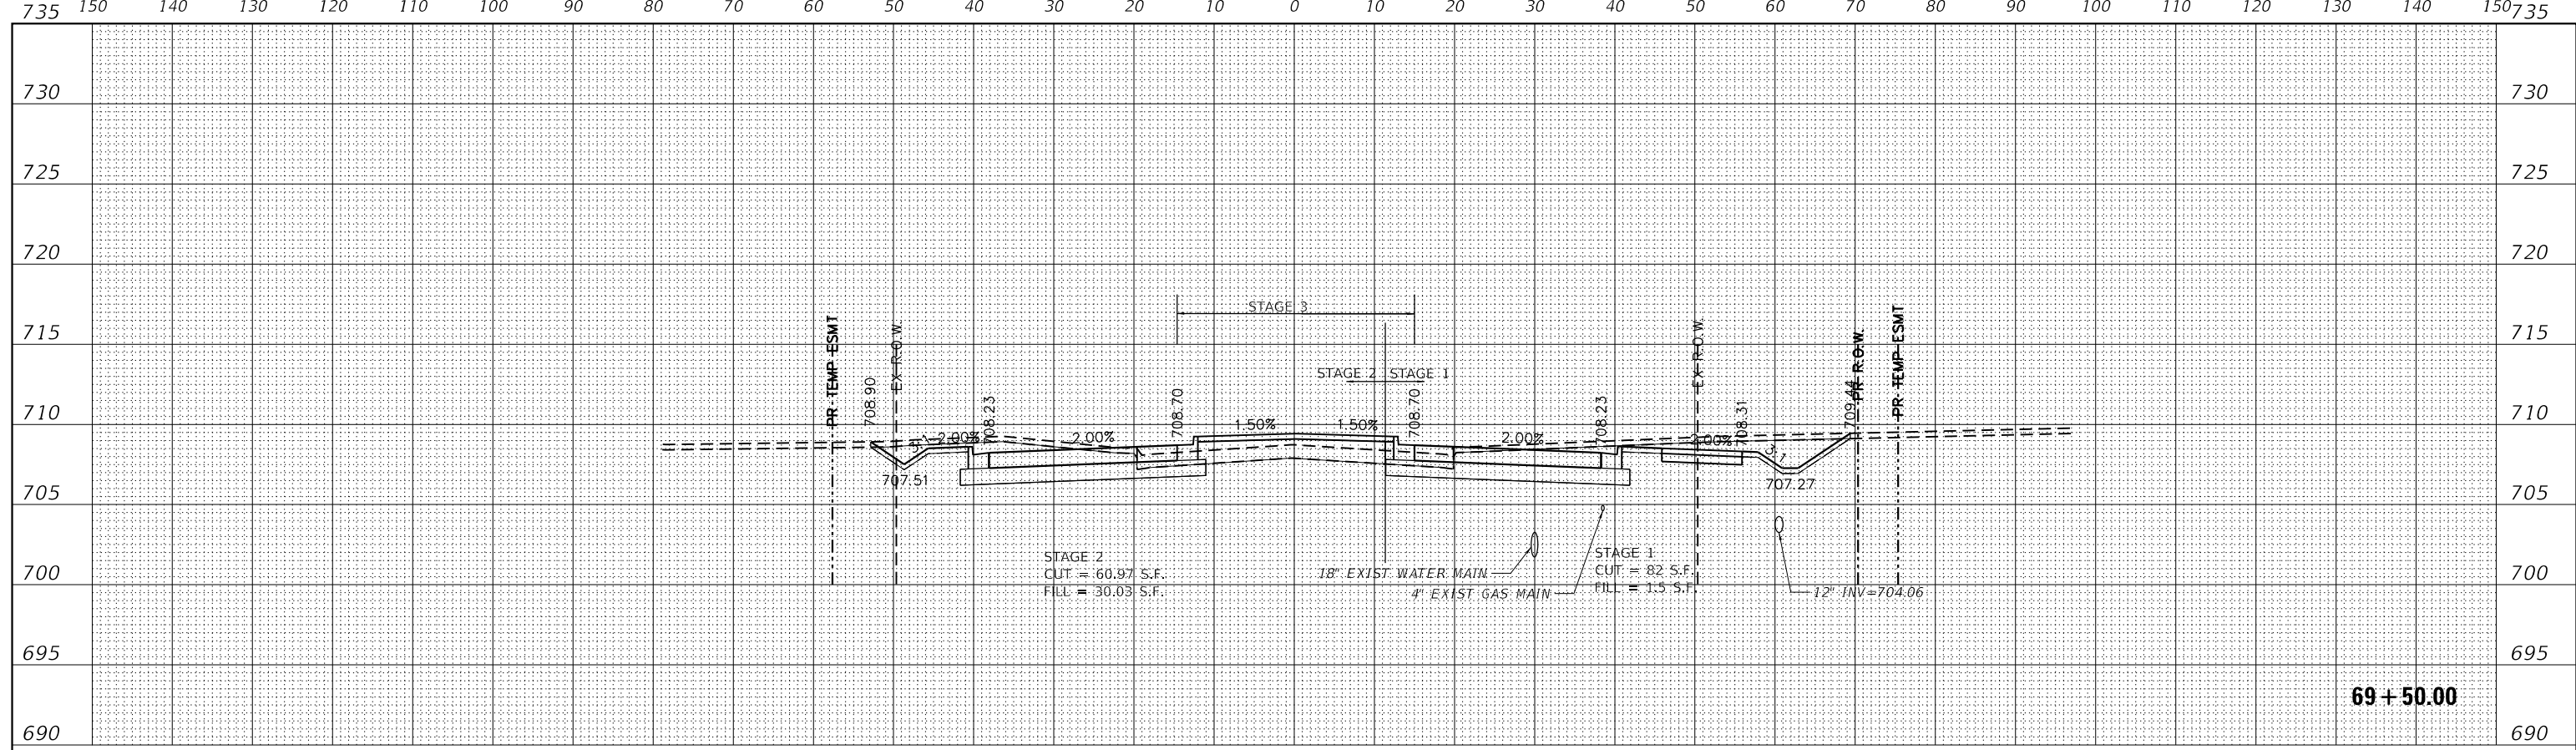 735 150 140 130 120 110 100 90 80 70 60 50 40 30 20 10 0 10 20 30 40 50 60 70 80 90 100 110 120 130 140 150 735
730 730
725 725
720 720
STAGE 3
715 715
PR TEMP ESMT
EX R.O.W.
EX R.O.W.
PR R.O.W.
PR TEMP ESMT
STAGE 2 STAGE 1
710 710
708.90
708.23
708.70
708.70
708.23
708.31
709.44
2.00% 2.00% 1.50% 1.50% 2.00% 2.00%
3:1
3:1
707.51 707.27
705 705
STAGE 2
CUT = 60.97 S.F.
FILL = 30.03 S.F.
18" EXIST WATER MAIN
4" EXIST GAS MAIN
STAGE 1
CUT = 82 S.F.
FILL = 1.5 S.F.
12" INV=704.06
700 700
695 695
69+50.00
690 690